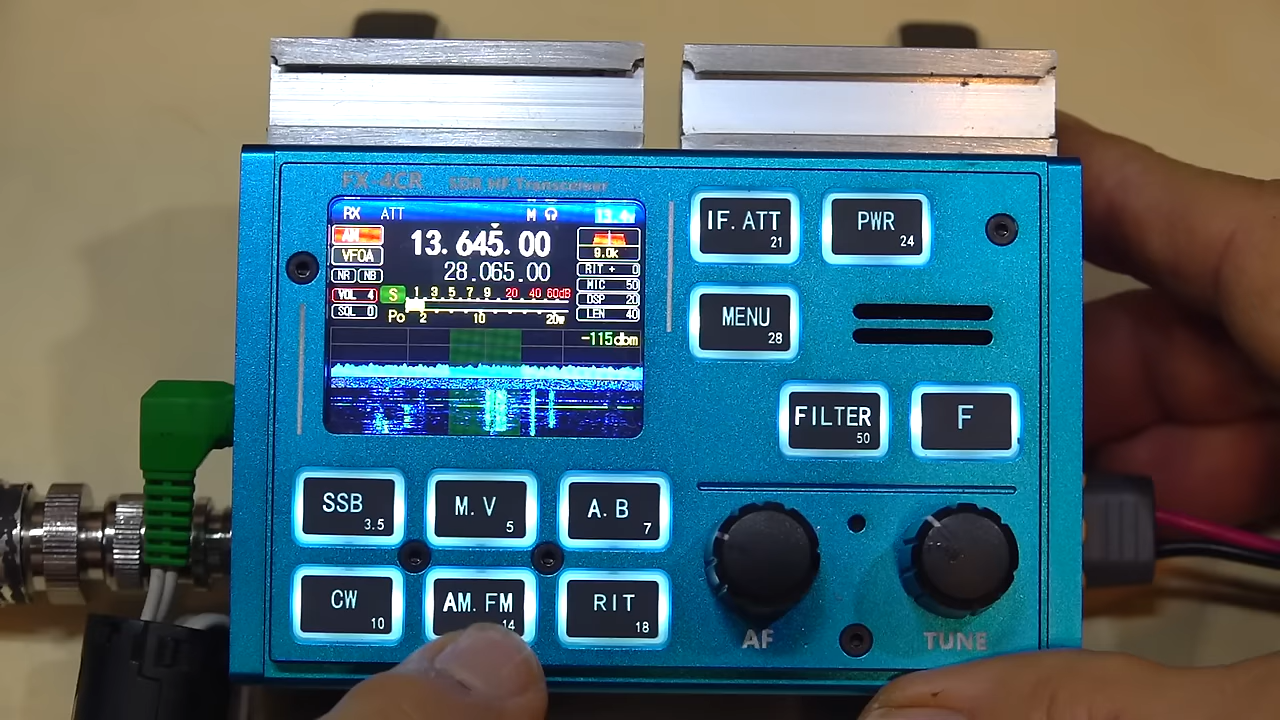 FX-4CR SDR HF Transceiver
RX ATT M 13.4v
AM
VFOA
NR NB
VOL 4
SQL 0
13.645.00
28.065.00
S 1 3 5 7 9 20 40 60dB
Po 2 10 20w
9.0k
RIT + 0
MIC 50
DSP 20
LEN 40
-115dbm
IF.ATT 21
PWR 24
MENU 28
FILTER 50
F
SSB 3.5
M.V 5
A.B 7
CW 10
AM.FM 14
RIT 18
AF
TUNE